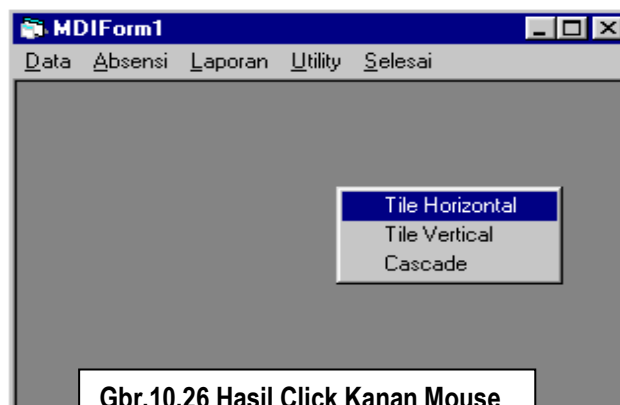 MDIForm1
Data Absensi Laporan Utility Selesai
Tile Horizontal
Tile Vertical
Cascade
Gbr.10.26 Hasil Click Kanan Mouse